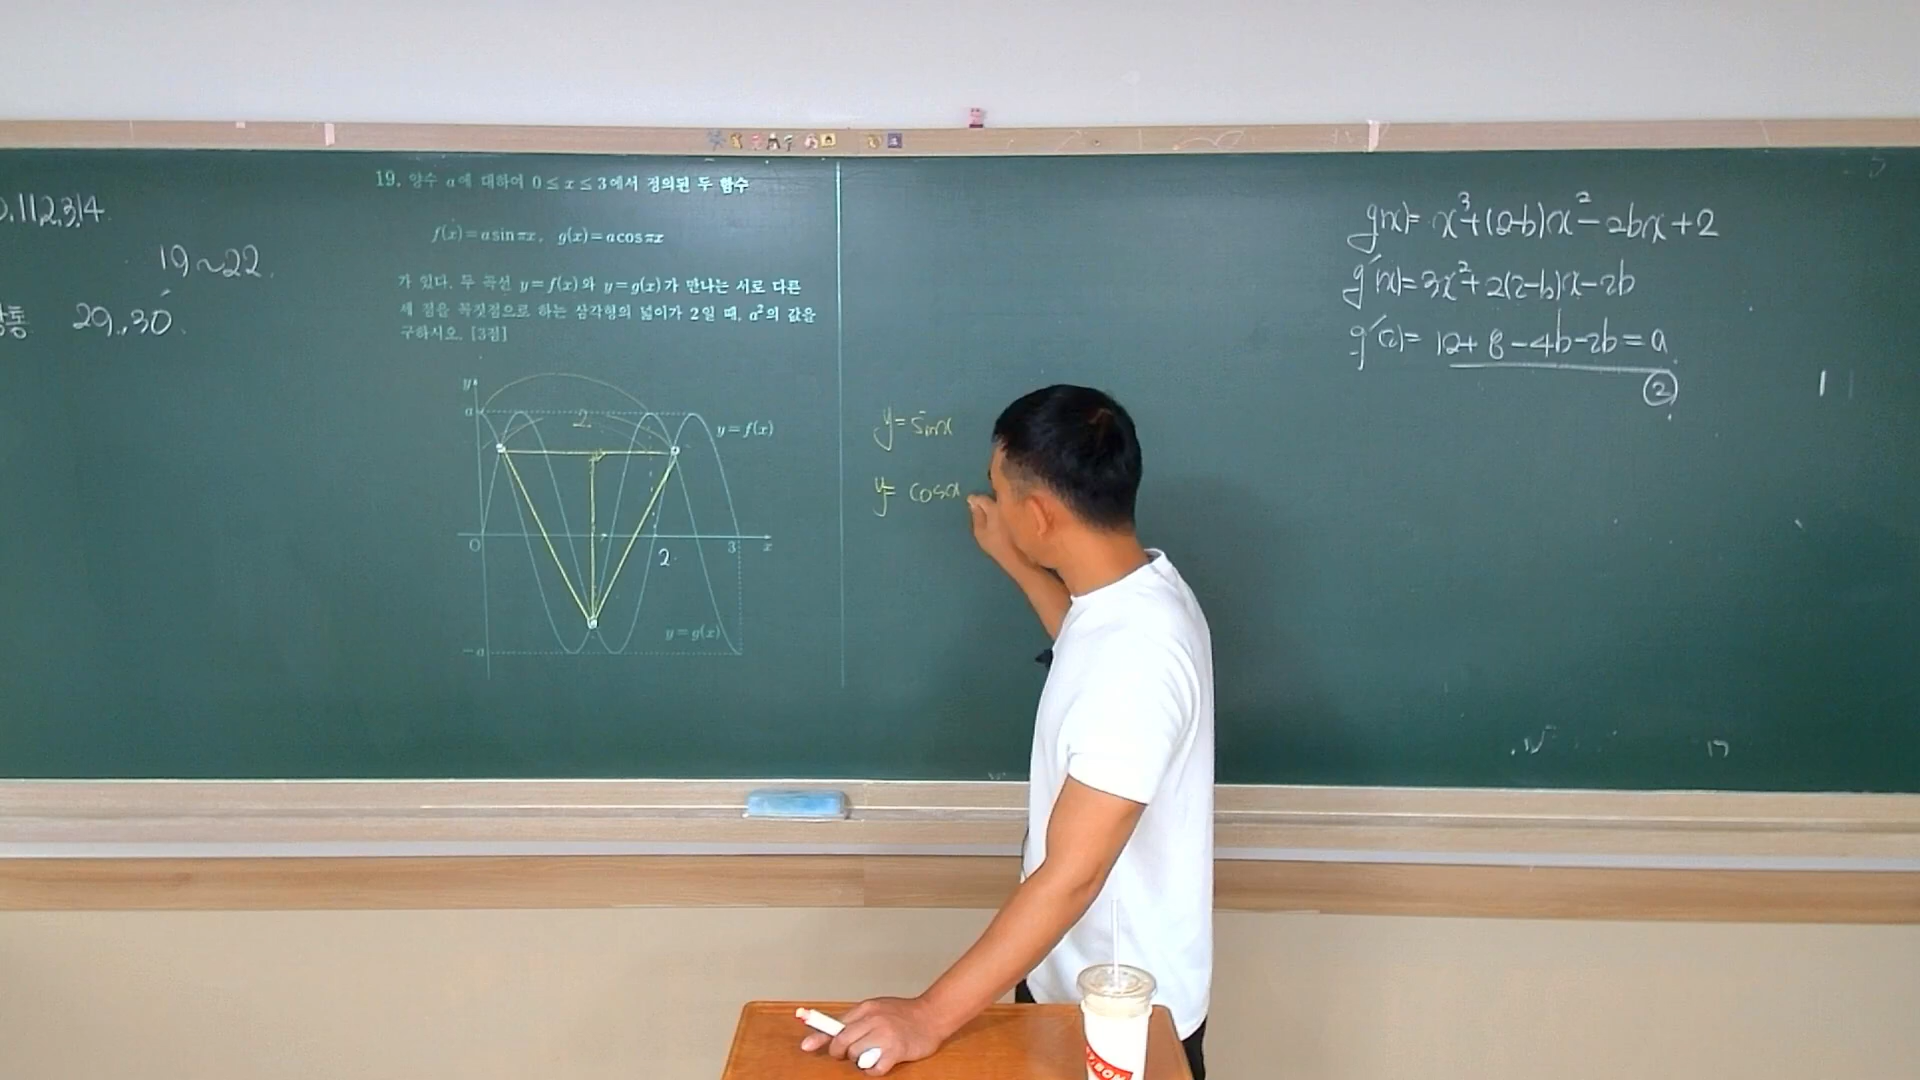 0,11,2,3,14
19~22.
통 29, 30.
19. 양수 a에 대하여 0≤x≤3에서 정의된 두 함수
f(x)=a sin πx, g(x)=a cos πx
가 있다. 두 곡선 y=f(x)와 y=g(x)가 만나는 서로 다른
세 점을 꼭짓점으로 하는 삼각형의 넓이가 2일 때, a²의 값을
구하시오. [3점]
y
a
2
y=f(x)
O
2
3
x
y=g(x)
-a
y=sinx
y=cosx
g(x)=x³+(2-b)x²-2bx+2
g'(x)=3x²+2(2-b)x-2b
g'(2)=12+8-4b-2b=a
②